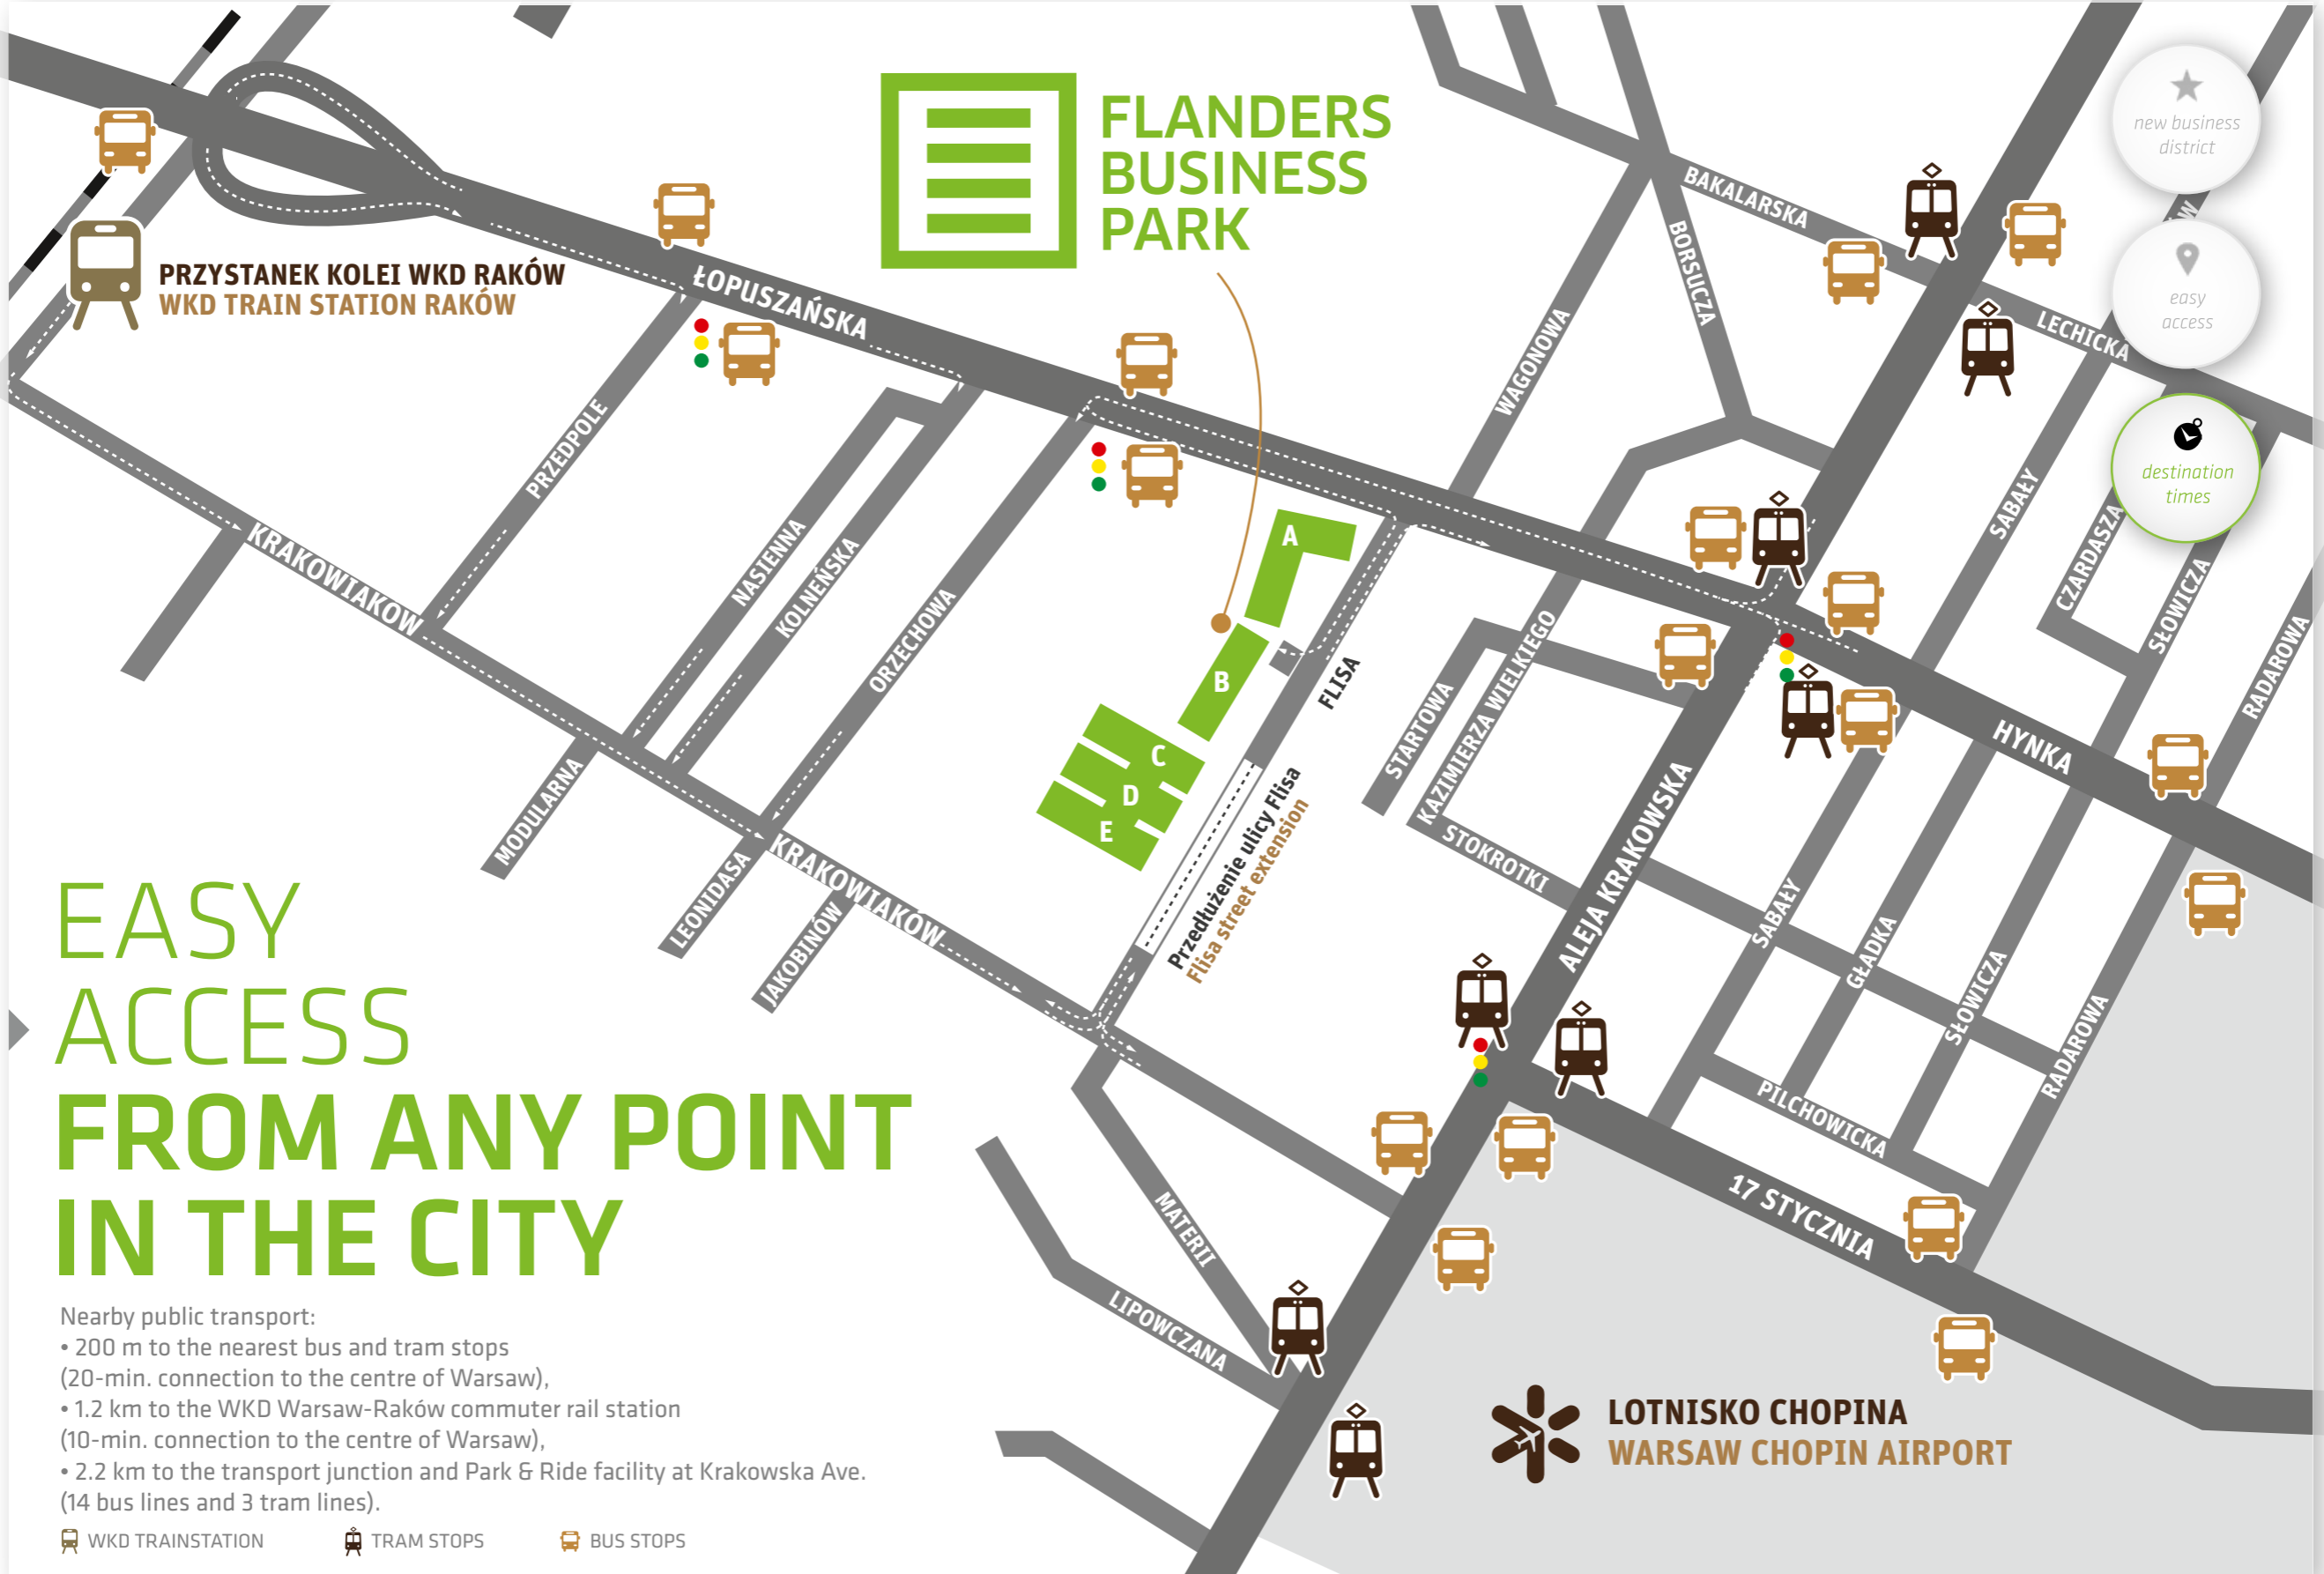 FLANDERS
BUSINESS
PARK
new business
district
easy
access
destination
times
PRZYSTANEK KOLEI WKD RAKÓW
WKD TRAIN STATION RAKÓW
ŁOPUSZAŃSKA
BAKALARSKA
BORSUCZA
WAGONOWA
LECHICKA
PRZEDPOLE
KRAKOWIAKÓW
NASIENNA
KOLNEŃSKA
ORZECHOWA
SABAŁY
CZARDASZA
SŁOWICZA
RADAROWA
A
B
C
D
E
FLISA
STARTOWA
KAZIMIERZA WIELKIEGO
HYNKA
Przedłużenie ulicy Flisa
Flisa street extension
MODULARNA
LEONIDASA
JAKOBINÓW
KRAKOWIAKÓW
STOKROTKI
ALEJA KRAKOWSKA
SABAŁY
GŁADKA
SŁOWICZA
RADAROWA
PILCHOWICKA
17 STYCZNIA
MATERII
LIPOWCZANA
LOTNISKO CHOPINA
WARSAW CHOPIN AIRPORT
EASY
ACCESS
FROM ANY POINT
IN THE CITY
Nearby public transport:
• 200 m to the nearest bus and tram stops
(20-min. connection to the centre of Warsaw),
• 1.2 km to the WKD Warsaw-Raków commuter rail station
(10-min. connection to the centre of Warsaw),
• 2.2 km to the transport junction and Park & Ride facility at Krakowska Ave.
(14 bus lines and 3 tram lines).
WKD TRAINSTATION
TRAM STOPS
BUS STOPS